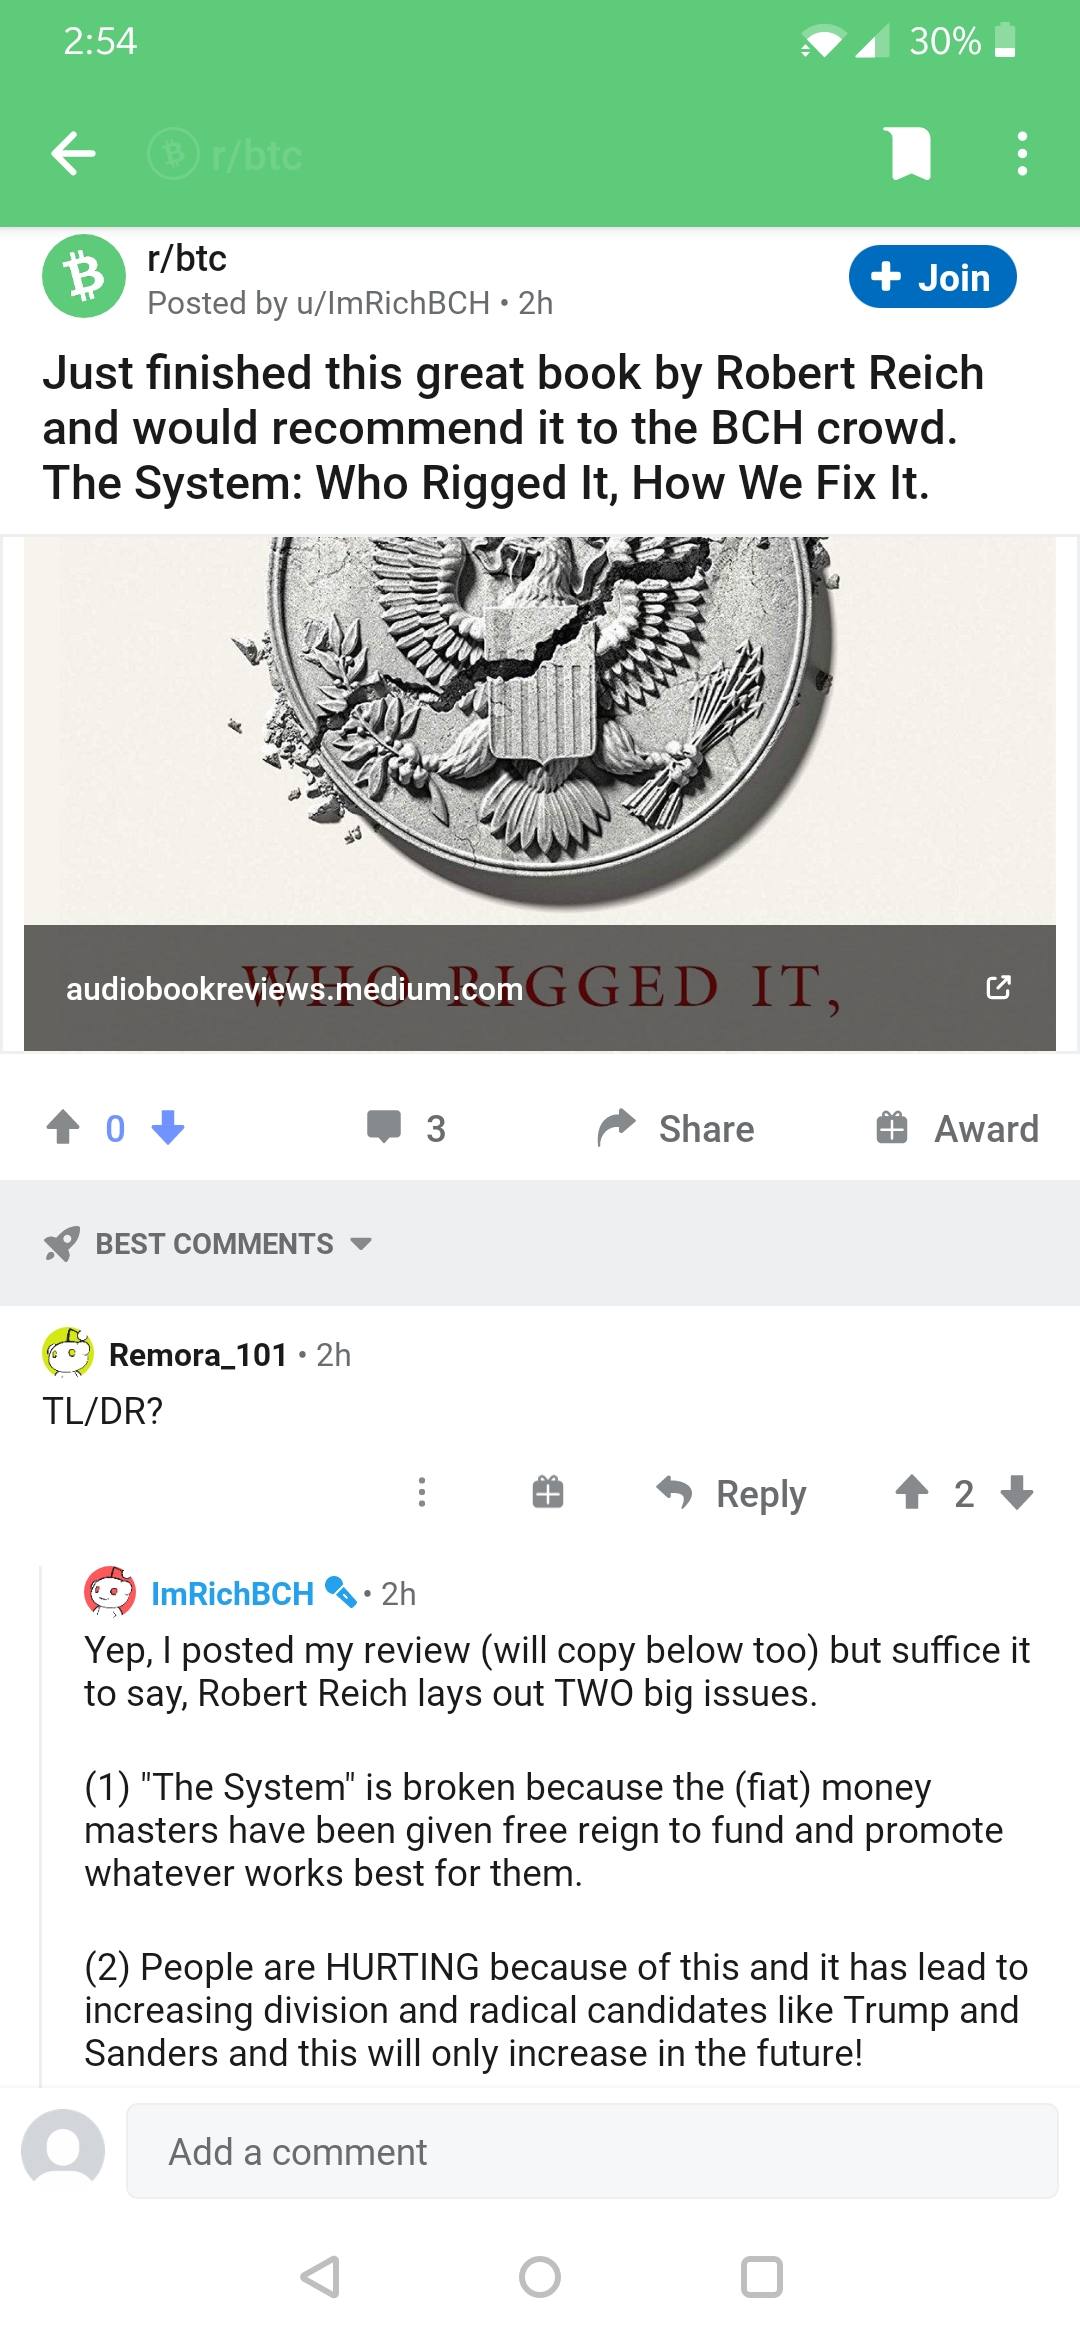 2:54
30%
r/btc
r/btc
Posted by u/ImRichBCH • 2h
Join
Just finished this great book by Robert Reich
and would recommend it to the BCH crowd.
The System: Who Rigged It, How We Fix It.
WHO RIGGED IT,
audiobookreviews.medium.com
0
3
Share
Award
BEST COMMENTS
Remora_101 • 2h
TL/DR?
Reply
2
ImRichBCH • 2h
Yep, I posted my review (will copy below too) but suffice it
to say, Robert Reich lays out TWO big issues.
(1) "The System" is broken because the (fiat) money
masters have been given free reign to fund and promote
whatever works best for them.
(2) People are HURTING because of this and it has lead to
increasing division and radical candidates like Trump and
Sanders and this will only increase in the future!
Add a comment